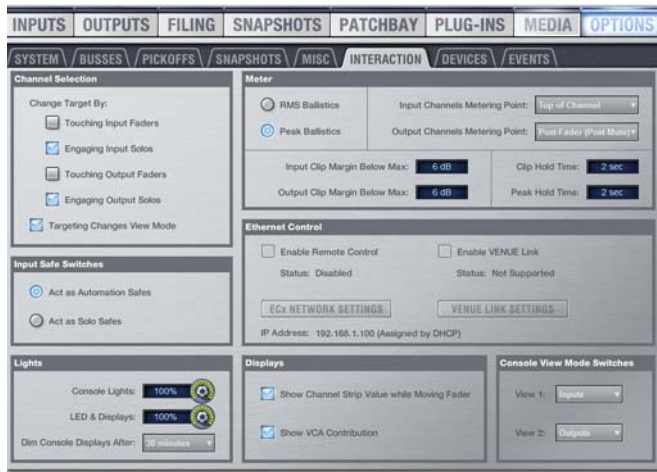 INPUTS OUTPUTS FILING SNAPSHOTS PATCHBAY PLUG-INS MEDIA OPTIONS
SYSTEM BUSSES PICKOFFS SNAPSHOTS MISC INTERACTION DEVICES EVENTS
Channel Selection
Change Target By:
Touching Input Faders
Engaging Input Solos
Touching Output Faders
Engaging Output Solos
Targeting Changes View Mode
Meter
RMS Ballistics
Input Channels Metering Point: Top of Channel
Peak Ballistics
Output Channels Metering Point: Post Fader (Post Mute)
Input Clip Margin Below Max: 6 dB
Clip Hold Time: 2 sec
Output Clip Margin Below Max: 6 dB
Peak Hold Time: 2 sec
Input Safe Switches
Act as Automation Safes
Act as Solo Safes
Ethernet Control
Enable Remote Control
Enable VENUE Link
Status: Disabled
Status: Not Supported
ECx NETWORK SETTINGS
VENUE LINK SETTINGS
IP Address: 192.168.1.100 (Assigned by DHCP)
Lights
Console Lights: 100%
LED & Displays: 100%
Dim Console Displays After: 30 minutes
Displays
Show Channel Strip Value while Moving Fader
Show VCA Contribution
Console View Mode Switches
View 1: Inputs
View 2: Outputs